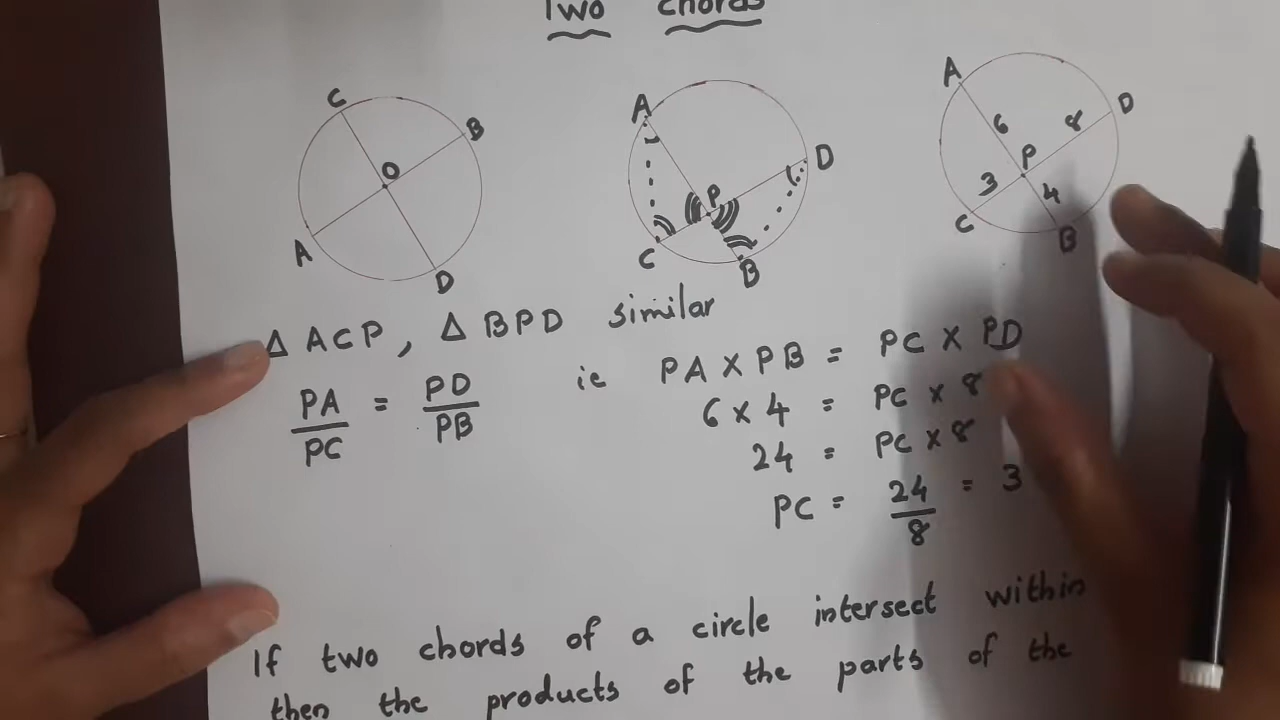 Two chords
C B O A D
A D P C B
A D 6 8 P 3 4 C B
Δ ACP, Δ BPD similar
PA/PC = PD/PB
ie PA X PB = PC X PD
6 x 4 = PC x 8
24 = PC x 8
PC = 24/8 = 3
If two chords of a circle intersect within
then the products of the parts of the